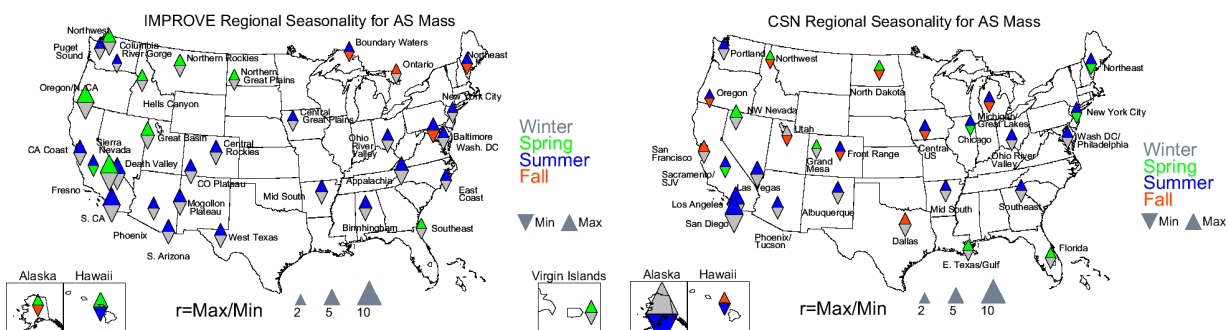 IMPROVE Regional Seasonality for AS Mass
Northwest
Puget
Sound
Columbia
River Gorge
Northern Rockies
Northern
Great Plains
Boundary Waters
Ontario
Northeast
Oregon/N. CA
Hells Canyon
New York City
Central
Great Plains
Great Basin
Sierra
Nevada
CA Coast
Death Valley
Central
Rockies
Ohio
River
Valley
Baltimore
Wash. DC
Fresno
CO Plateau
Appalachia
Mid South
East
Coast
S. CA
Mogollon
Plateau
Birmhingham
Southeast
Phoenix
West Texas
S. Arizona
Winter
Spring
Summer
Fall
Min
Max
Alaska
Hawaii
r=Max/Min
2
5
10
Virgin Islands
CSN Regional Seasonality for AS Mass
Portland
Northwest
North Dakota
Northeast
Oregon
NW Nevada
Michigan/
Great Lakes
New York City
Utah
Chicago
San
Francisco
Grand
Mesa
Front Range
Central
US
Ohio River
Valley
Wash DC/
Philadelphia
Sacramento/
SJV
Las Vegas
Los Angeles
San Diego
Albuquerque
Mid South
Southeast
Phoenix/
Tucson
Dallas
E. Texas/Gulf
Florida
Winter
Spring
Summer
Fall
Min
Max
Alaska
Hawaii
r=Max/Min
2
5
10